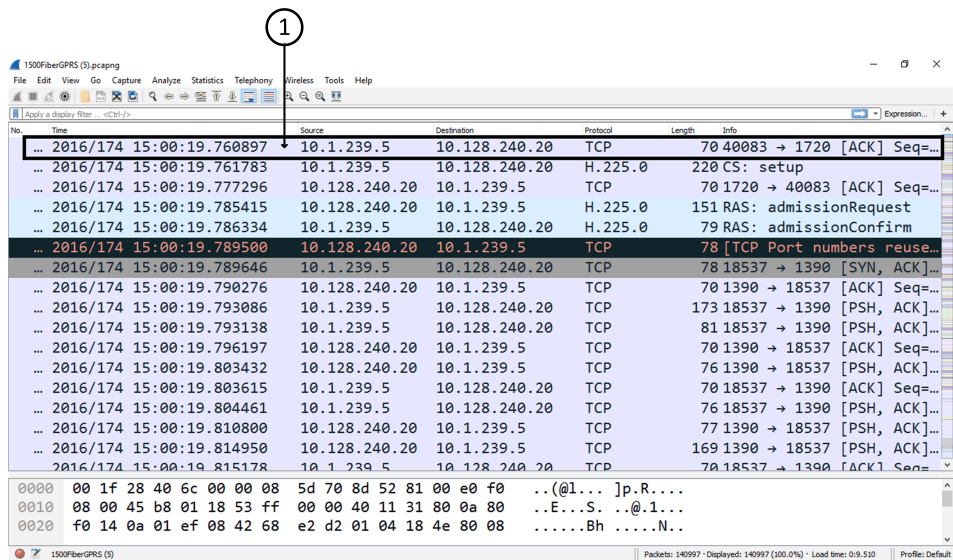 1
1500FiberGPRS (5).pcapng
File Edit View Go Capture Analyze Statistics Telephony Wireless Tools Help
Apply a display filter ... <Ctrl-/> Expression... +
No. Time Source Destination Protocol Length Info
... 2016/174 15:00:19.760897 10.1.239.5 10.128.240.20 TCP 70 40083 → 1720 [ACK] Seq=...
... 2016/174 15:00:19.761783 10.1.239.5 10.128.240.20 H.225.0 220 CS: setup
... 2016/174 15:00:19.777296 10.128.240.20 10.1.239.5 TCP 70 1720 → 40083 [ACK] Seq=...
... 2016/174 15:00:19.785415 10.128.240.20 10.1.239.5 H.225.0 151 RAS: admissionRequest
... 2016/174 15:00:19.786334 10.1.239.5 10.128.240.20 H.225.0 79 RAS: admissionConfirm
... 2016/174 15:00:19.789500 10.128.240.20 10.1.239.5 TCP 78 [TCP Port numbers reuse...
... 2016/174 15:00:19.789646 10.1.239.5 10.128.240.20 TCP 78 18537 → 1390 [SYN, ACK]...
... 2016/174 15:00:19.790276 10.128.240.20 10.1.239.5 TCP 70 1390 → 18537 [ACK] Seq=...
... 2016/174 15:00:19.793086 10.1.239.5 10.128.240.20 TCP 173 18537 → 1390 [PSH, ACK]...
... 2016/174 15:00:19.793138 10.1.239.5 10.128.240.20 TCP 81 18537 → 1390 [PSH, ACK]...
... 2016/174 15:00:19.796197 10.128.240.20 10.1.239.5 TCP 70 1390 → 18537 [ACK] Seq=...
... 2016/174 15:00:19.803432 10.128.240.20 10.1.239.5 TCP 76 1390 → 18537 [PSH, ACK]...
... 2016/174 15:00:19.803615 10.1.239.5 10.128.240.20 TCP 70 18537 → 1390 [ACK] Seq=...
... 2016/174 15:00:19.804461 10.1.239.5 10.128.240.20 TCP 76 18537 → 1390 [PSH, ACK]...
... 2016/174 15:00:19.810800 10.128.240.20 10.1.239.5 TCP 77 1390 → 18537 [PSH, ACK]...
... 2016/174 15:00:19.814950 10.128.240.20 10.1.239.5 TCP 169 1390 → 18537 [PSH, ACK]...
2016/174 15:00:19.815178 10.1.239.5 10.128.240.20 TCP 70 18537 → 1390 [ACK] Seq=
0000 00 1f 28 40 6c 00 00 08 5d 70 8d 52 81 00 e0 f0 ..(@l... ]p.R....
0010 08 00 45 b8 01 18 53 ff 00 00 40 11 31 80 0a 80 ..E...S. ..@.1...
0020 f0 14 0a 01 ef 08 42 68 e2 d2 01 04 18 4e 80 08 ......Bh .....N..
1500FiberGPRS (5) Packets: 140997 · Displayed: 140997 (100.0%) · Load time: 0:9.510 Profile: Default